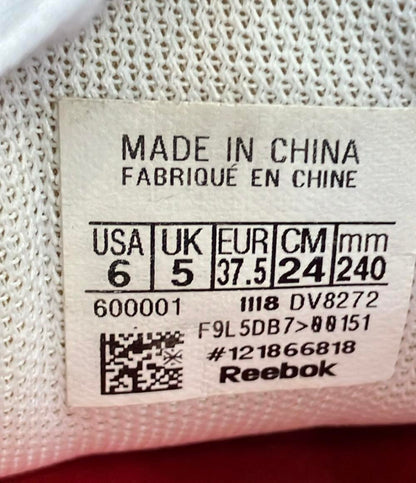 MADE IN CHINA
FABRIQUÉ EN CHINE
USA UK EUR CM mm
6 5 37.5 24 240
600001 1118 DV8272
F9L5DB7>00151
#121866818
Reebok